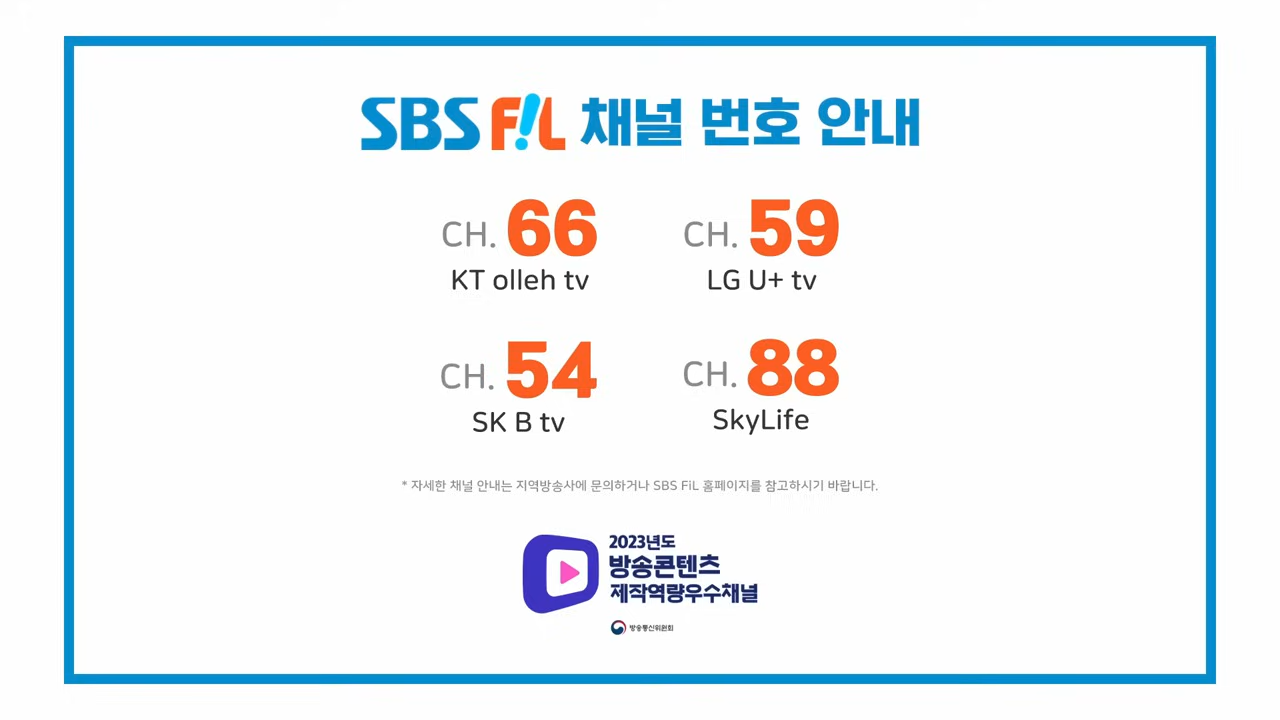 SBS FiL 채널 번호 안내
CH. 66
KT olleh tv
CH. 59
LG U+ tv
CH. 54
SK B tv
CH. 88
SkyLife
* 자세한 채널 안내는 지역방송사에 문의하거나 SBS FiL 홈페이지를 참고하시기 바랍니다.
2023년도
방송콘텐츠
제작역량우수채널
방송통신위원회